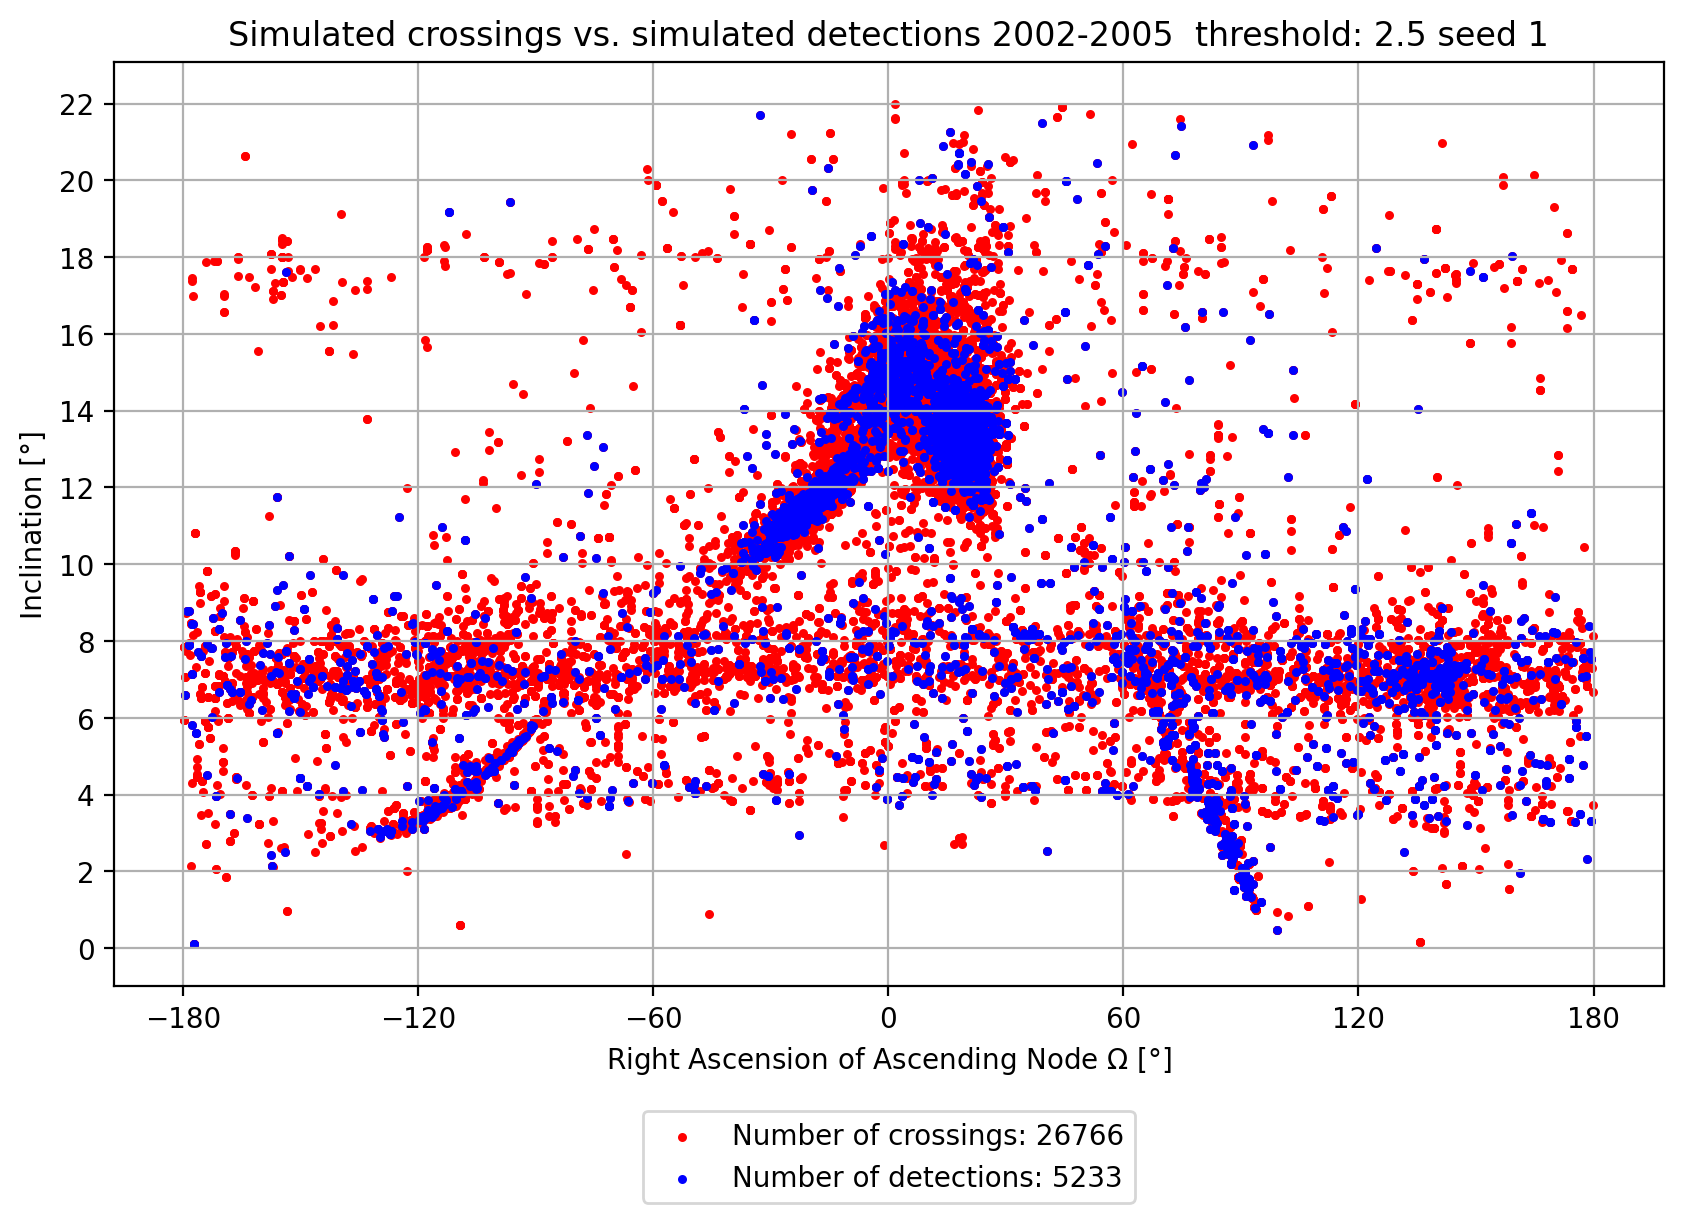 Simulated crossings vs. simulated detections 2002-2005  threshold: 2.5 seed 1
22
20
18
16
14
12
10
8
6
4
2
0
Inclination [°]
−180 −120 −60 0 60 120 180
Right Ascension of Ascending Node Ω [°]
Number of crossings: 26766
Number of detections: 5233